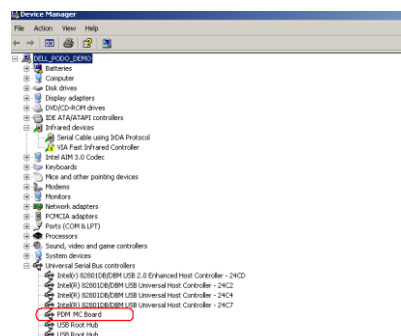 Device Manager
File Action View Help
DELL_PODO_DEMO
Batteries
Computer
Disk drives
Display adapters
DVD/CD-ROM drives
IDE ATA/ATAPI controllers
Infrared devices
Serial Cable using IrDA Protocol
VIA Fast Infrared Controller
Intel AIM 3.0 Codec
Keyboards
Mice and other pointing devices
Modems
Monitors
Network adapters
PCMCIA adapters
Ports (COM & LPT)
Processors
Sound, video and game controllers
System devices
Universal Serial Bus controllers
Intel(r) 82801DB/DBM USB 2.0 Enhanced Host Controller - 24CD
Intel(R) 82801DB/DBM USB Universal Host Controller - 24C2
Intel(R) 82801DB/DBM USB Universal Host Controller - 24C4
Intel(R) 82801DB/DBM USB Universal Host Controller - 24C7
PDM MC Board
USB Root Hub
USB Root Hub